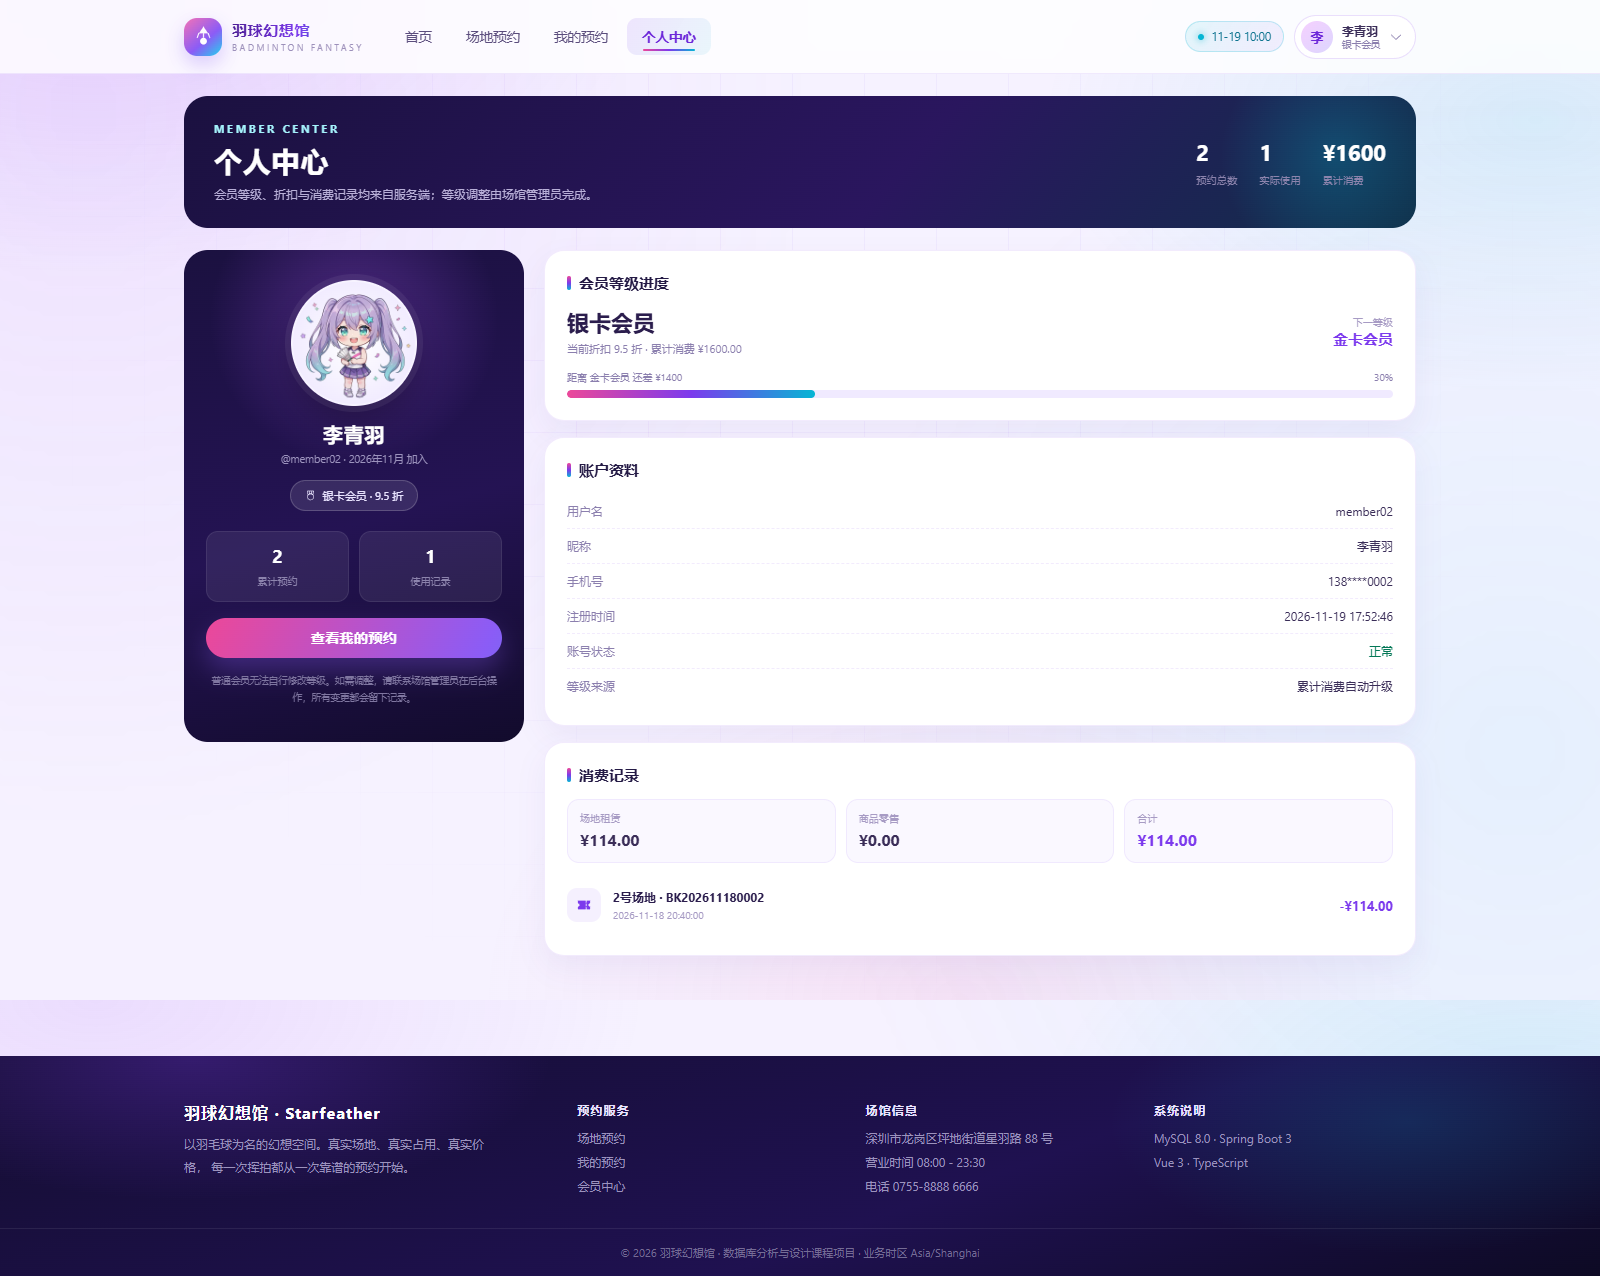 羽球幻想馆
BADMINTON FANTASY
首页
场地预约
我的预约
个人中心
11-19 10:00
李
李青羽
银卡会员
MEMBER CENTER
个人中心
会员等级、折扣与消费记录均来自服务端；等级调整由场馆管理员完成。
2
预约总数
1
实际使用
¥1600
累计消费
李青羽
@member02 · 2026年11月 加入
银卡会员 · 9.5 折
2
累计预约
1
使用记录
查看我的预约
普通会员无法自行修改等级。如需调整，请联系场馆管理员在后台操
作，所有变更都会留下记录。
会员等级进度
银卡会员
当前折扣 9.5 折 · 累计消费 ¥1600.00
下一等级
金卡会员
距离 金卡会员 还差 ¥1400
30%
账户资料
用户名
member02
昵称
李青羽
手机号
138****0002
注册时间
2026-11-19 17:52:46
账号状态
正常
等级来源
累计消费自动升级
消费记录
场地租赁
¥114.00
商品零售
¥0.00
合计
¥114.00
2号场地 · BK202611180002
2026-11-18 20:40:00
-¥114.00
羽球幻想馆 · Starfeather
以羽毛球为名的幻想空间。真实场地、真实占用、真实价
格， 每一次挥拍都从一次靠谱的预约开始。
预约服务
场地预约
我的预约
会员中心
场馆信息
深圳市龙岗区坪地街道星羽路 88 号
营业时间 08:00 - 23:30
电话 0755-8888 6666
系统说明
MySQL 8.0 · Spring Boot 3
Vue 3 · TypeScript
© 2026 羽球幻想馆 · 数据库分析与设计课程项目 · 业务时区 Asia/Shanghai